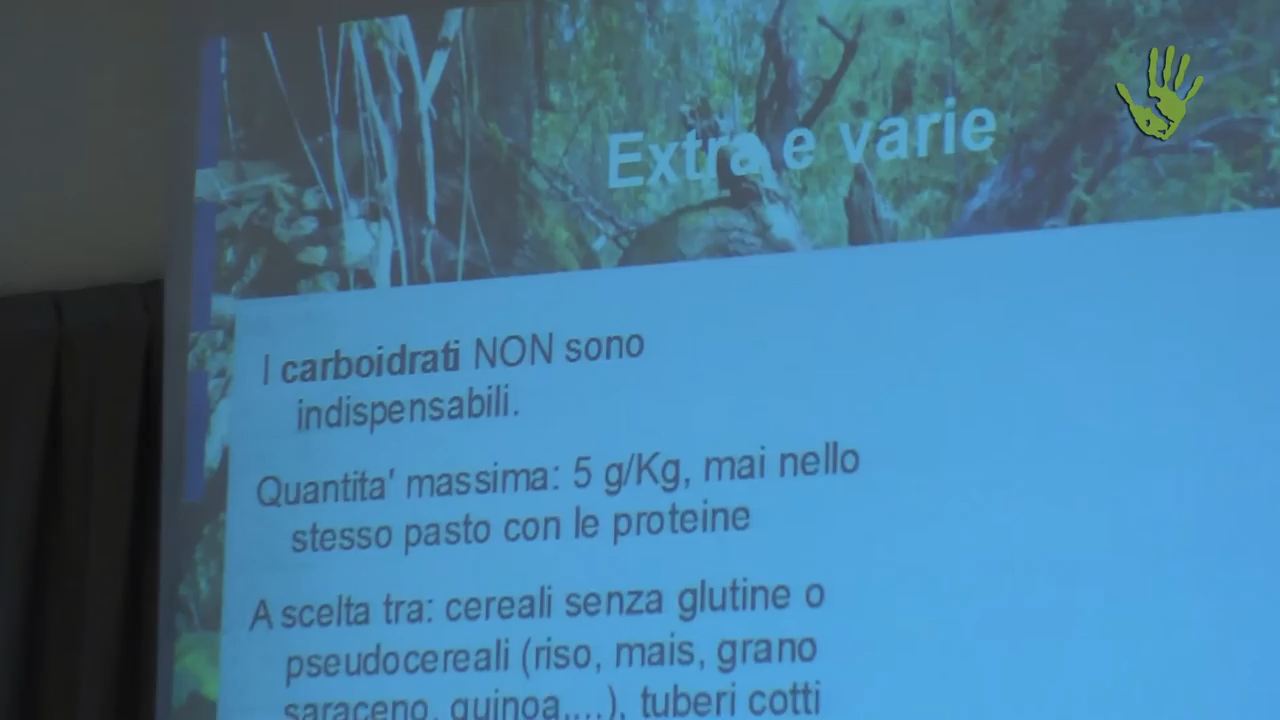 Extra e varie
I carboidrati NON sono
indispensabili.
Quantita' massima: 5 g/Kg, mai nello
stesso pasto con le proteine
A scelta tra: cereali senza glutine o
pseudocereali (riso, mais, grano
saraceno, quinoa,...), tuberi cotti